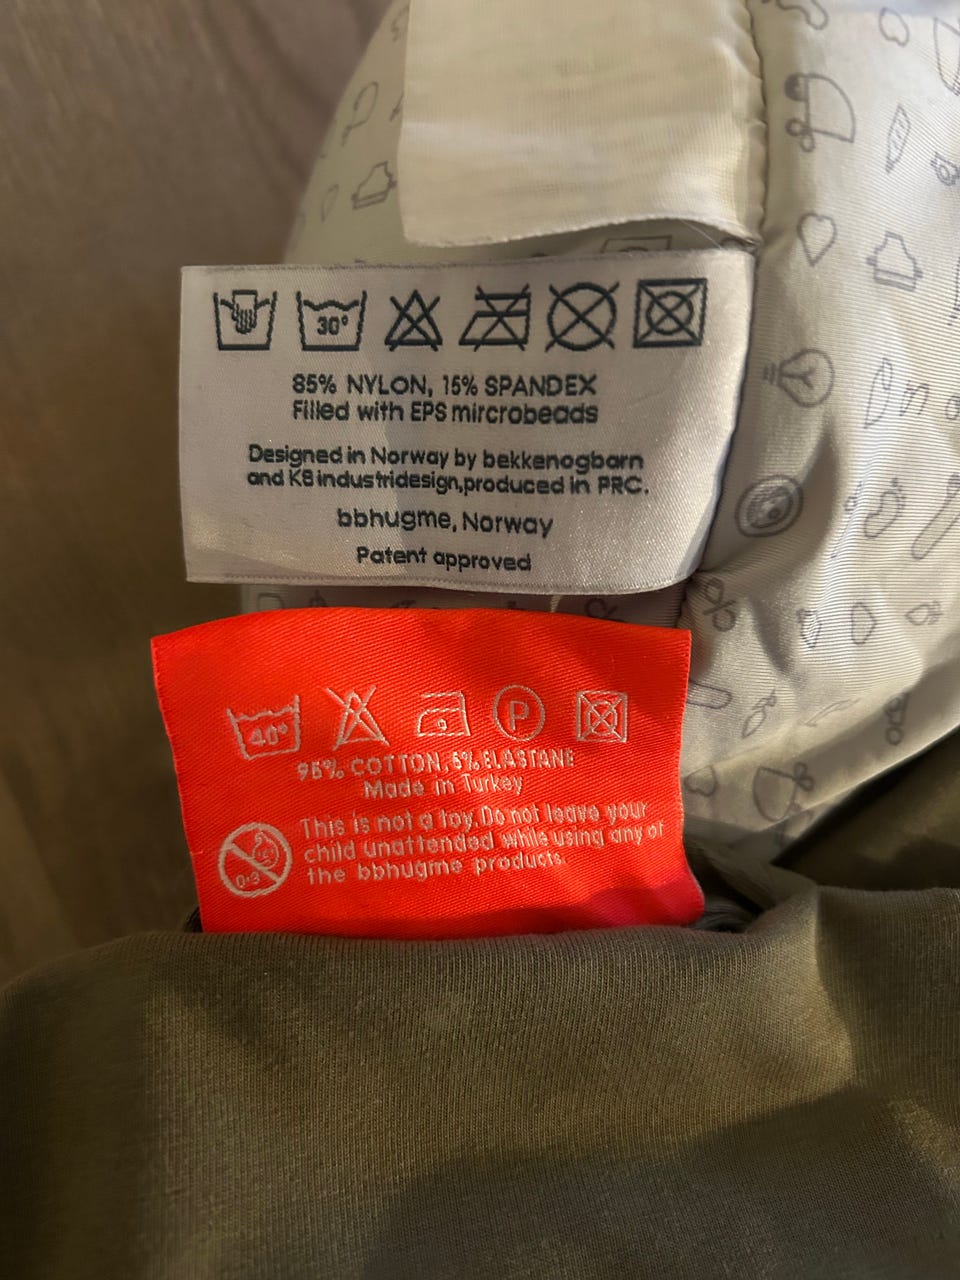 30°
85% NYLON, 15% SPANDEX
Filled with EPS mircrobeads
Designed in Norway by bekkenogbarn
and K8 industridesign,produced in PRC.
bbhugme, Norway
Patent approved
40° P
95% COTTON, 5% ELASTANE
Made in Turkey
This is not a toy. Do not leave your
child unattended while using any of
0-3
the bbhugme products.